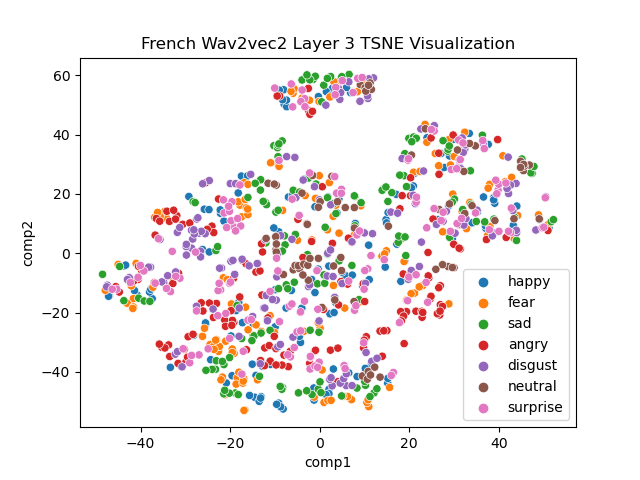 French Wav2vec2 Layer 3 TSNE Visualization
60
40
20
0
−20
−40
comp2
−40
−20
0
20
40
comp1
happy
fear
sad
angry
disgust
neutral
surprise